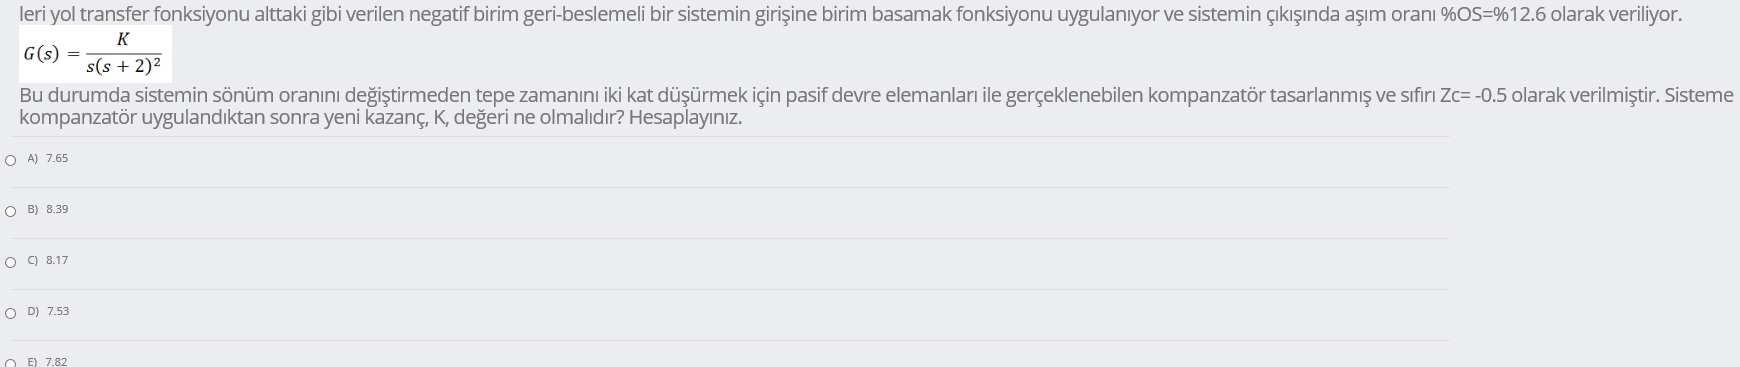 leri yol transfer fonksiyonu alttaki gibi verilen negatif birim geri-beslemeli bir sistemin girişine birim basamak fonksiyonu uygulanıyor ve sistemin çıkışında aşım oranı %OS=%12.6 olarak veriliyor.
G(s) = K / s(s + 2)²
Bu durumda sistemin sönüm oranını değiştirmeden tepe zamanını iki kat düşürmek için pasif devre elemanları ile gerçeklenebilen kompanzatör tasarlanmış ve sıfırı Zc= -0.5 olarak verilmiştir. Sisteme
kompanzatör uygulandıktan sonra yeni kazanç, K, değeri ne olmalıdır? Hesaplayınız.
A) 7.65
B) 8.39
C) 8.17
D) 7.53
E) 7.82